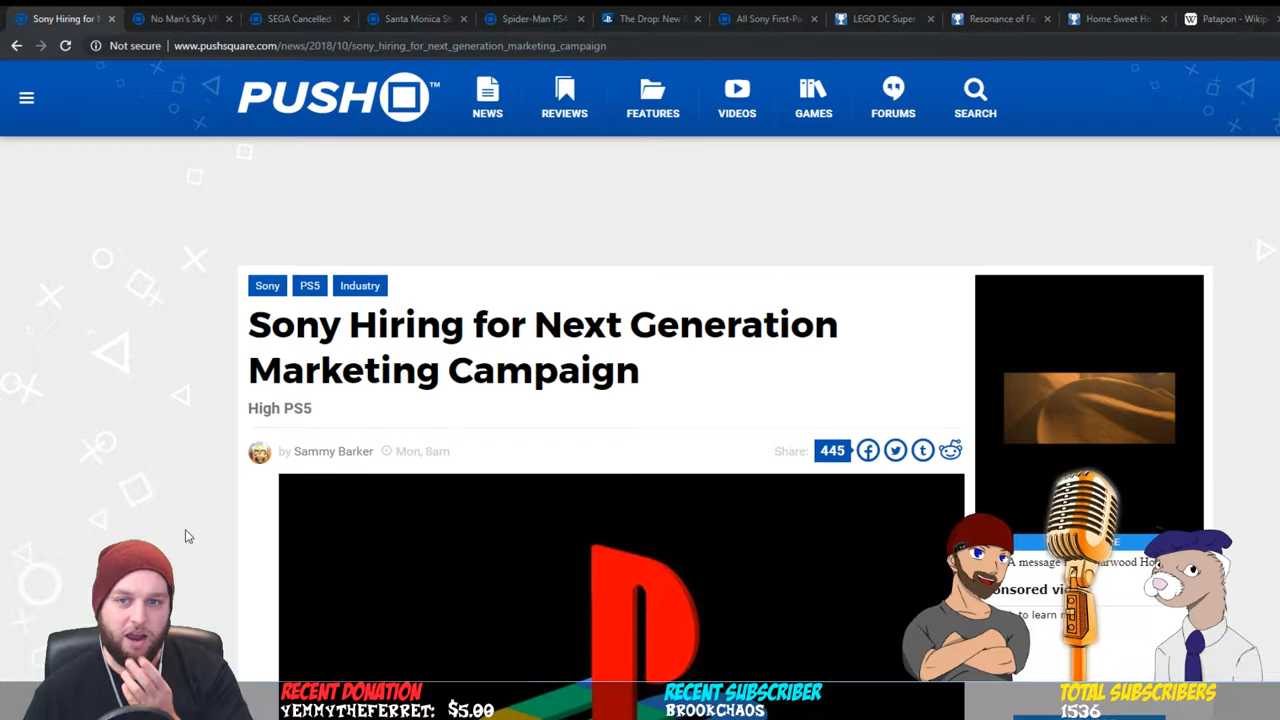 Sony Hiring for N
No Man's Sky VR
SEGA Cancelled
Santa Monica St
Spider-Man PS4
The Drop: New
All Sony First-Pa
LEGO DC Super
Resonance of Fa
Home Sweet Ho
Patapon - Wikip
Not secure
www.pushsquare.com/news/2018/10/sony_hiring_for_next_generation_marketing_campaign
PUSH
NEWS
REVIEWS
FEATURES
VIDEOS
GAMES
FORUMS
SEARCH
Sony
PS5
Industry
Sony Hiring for Next Generation
Marketing Campaign
High PS5
by Sammy Barker
Mon, 8am
Share:
445
A message
nsored vi
to learn
RECENT DONATION
YEMMYTHEFERRET: $5.00
RECENT SUBSCRIBER
BROOKCHAOS
TOTAL SUBSCRIBERS
1536